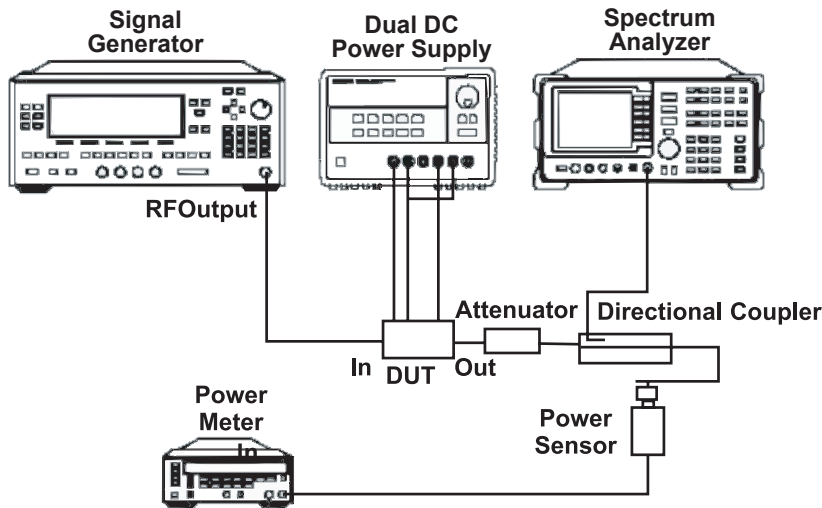 Signal
Generator
Dual DC
Power Supply
Spectrum
Analyzer
RFOutput
Attenuator
Directional Coupler
In
DUT
Out
Power
Meter
In
Power
Sensor